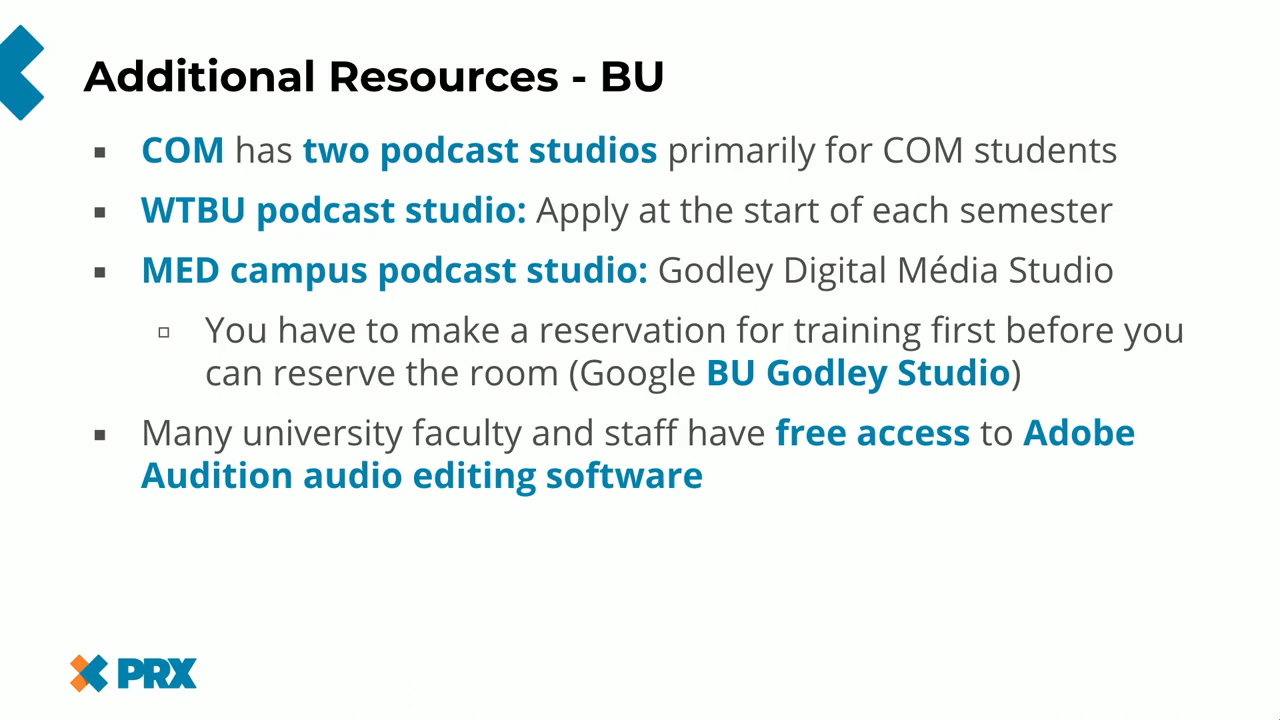 Additional Resources - BU
▪ COM has two podcast studios primarily for COM students
▪ WTBU podcast studio: Apply at the start of each semester
▪ MED campus podcast studio: Godley Digital Média Studio
▫ You have to make a reservation for training first before you
can reserve the room (Google BU Godley Studio)
▪ Many university faculty and staff have free access to Adobe
Audition audio editing software
PRX